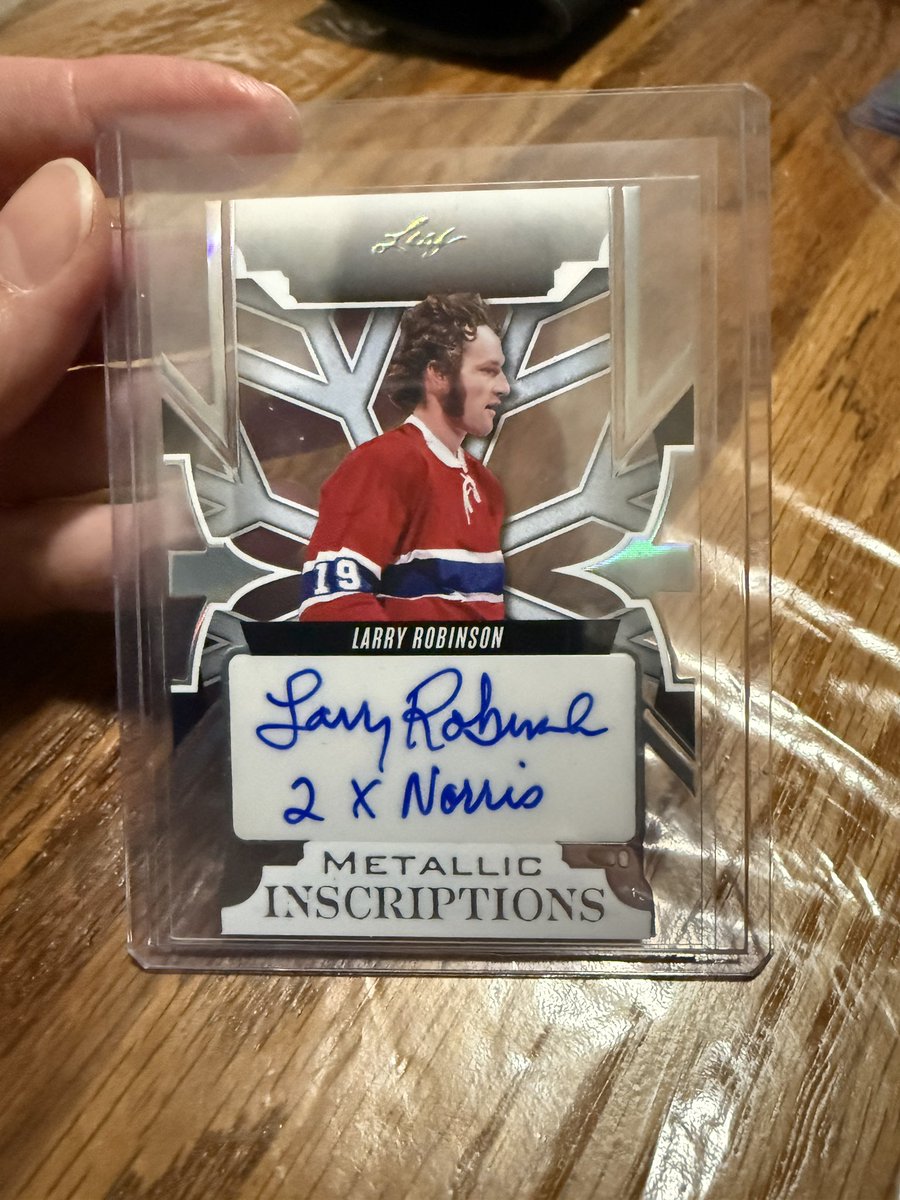 Leaf
19
LARRY ROBINSON
Larry Robinson
2 X Norris
METALLIC
INSCRIPTIONS